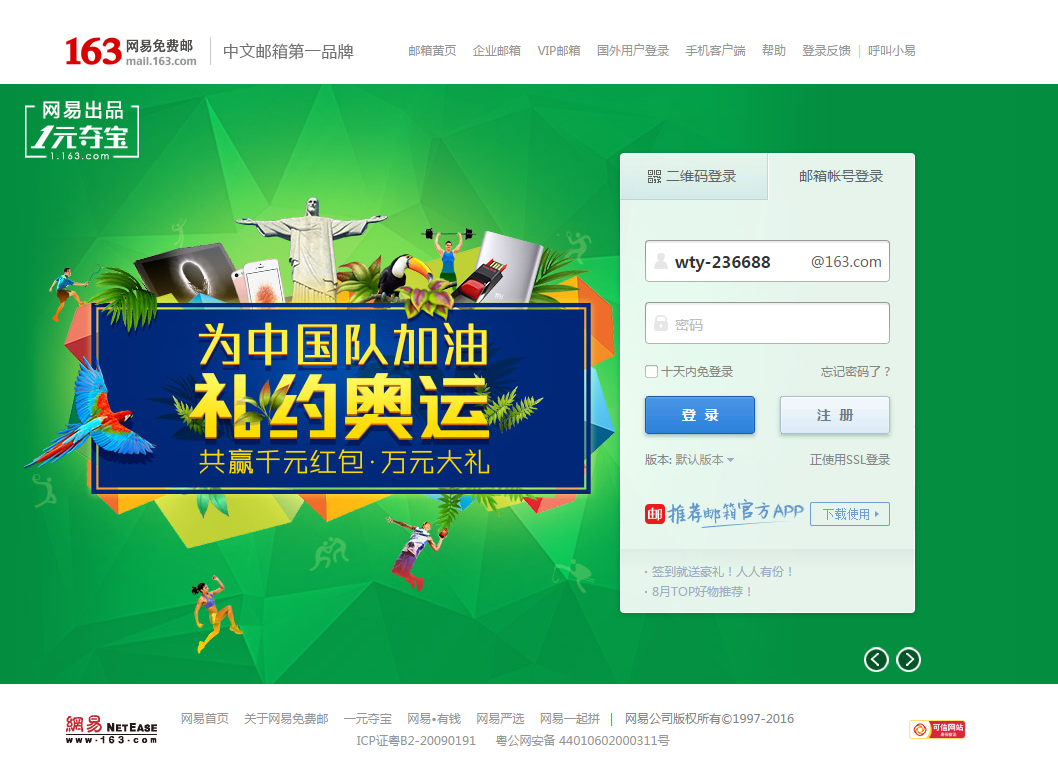 163 网易免费邮 mail.163.com 中文邮箱第一品牌
邮箱黄页 企业邮箱 VIP邮箱 国外用户登录 手机客户端 帮助 登录反馈 | 呼叫小易
网易出品
1元夺宝
1.163.com
为中国队加油
礼约奥运
共赢千元红包·万元大礼
二维码登录 邮箱帐号登录
wty-236688 @163.com
密码
十天内免登录 忘记密码了?
登 录 注 册
版本: 默认版本 正使用SSL登录
邮 推荐邮箱官方APP 下载使用
· 签到就送豪礼!人人有份!
· 8月TOP好物推荐!
網易 NETEASE
www.163.com
网易首页 关于网易免费邮 一元夺宝 网易•有钱 网易严选 网易一起拼 | 网易公司版权所有©1997-2016
ICP证粤B2-20090191 粤公网安备 44010602000311号
可信网站